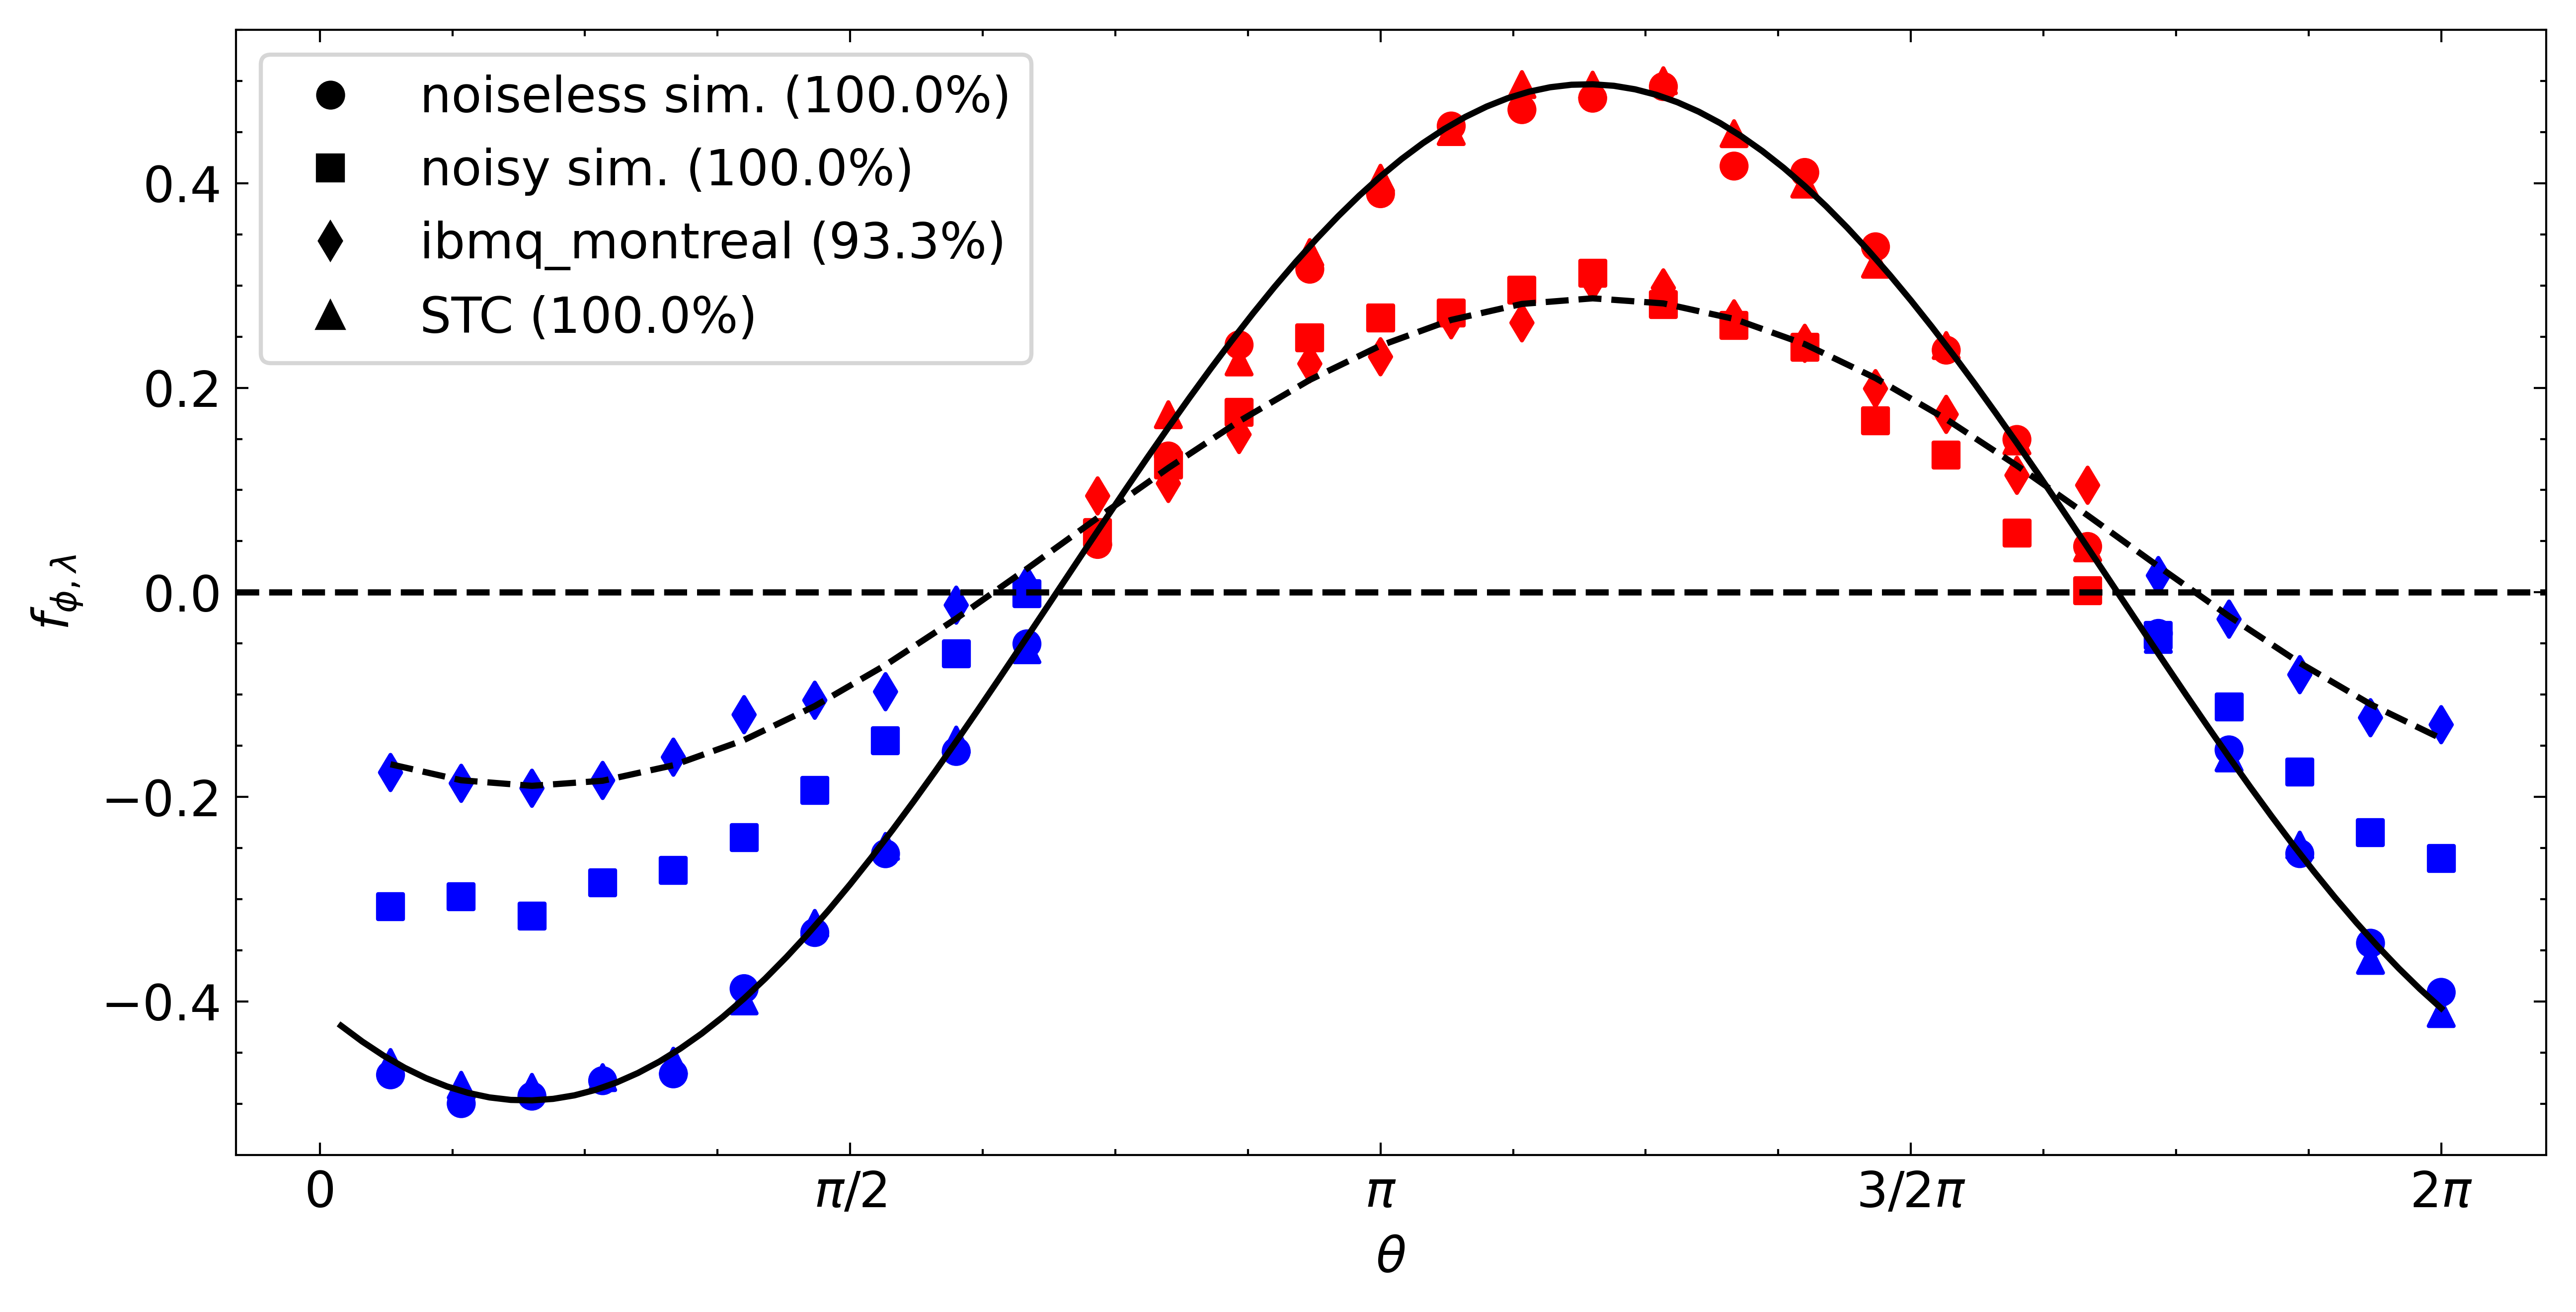 noiseless sim. (100.0%)
noisy sim. (100.0%)
ibmq_montreal (93.3%)
STC (100.0%)
0.4
0.2
0.0
−0.2
−0.4
fϕ, λ
0 π/2 π 3/2π 2π
θ